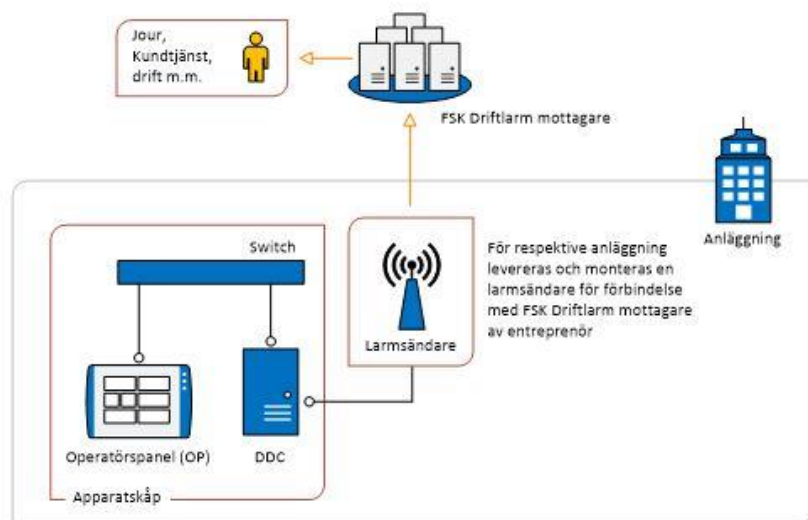 Jour,
Kundtjänst,
drift m.m.
FSK Driftlarm mottagare
Anläggning
Switch
Larmsändare
För respektive anläggning
levereras och monteras en
larmsändare för förbindelse
med FSK Driftlarm mottagare
av entreprenör
Operatörspanel (OP)
DDC
Apparatskåp